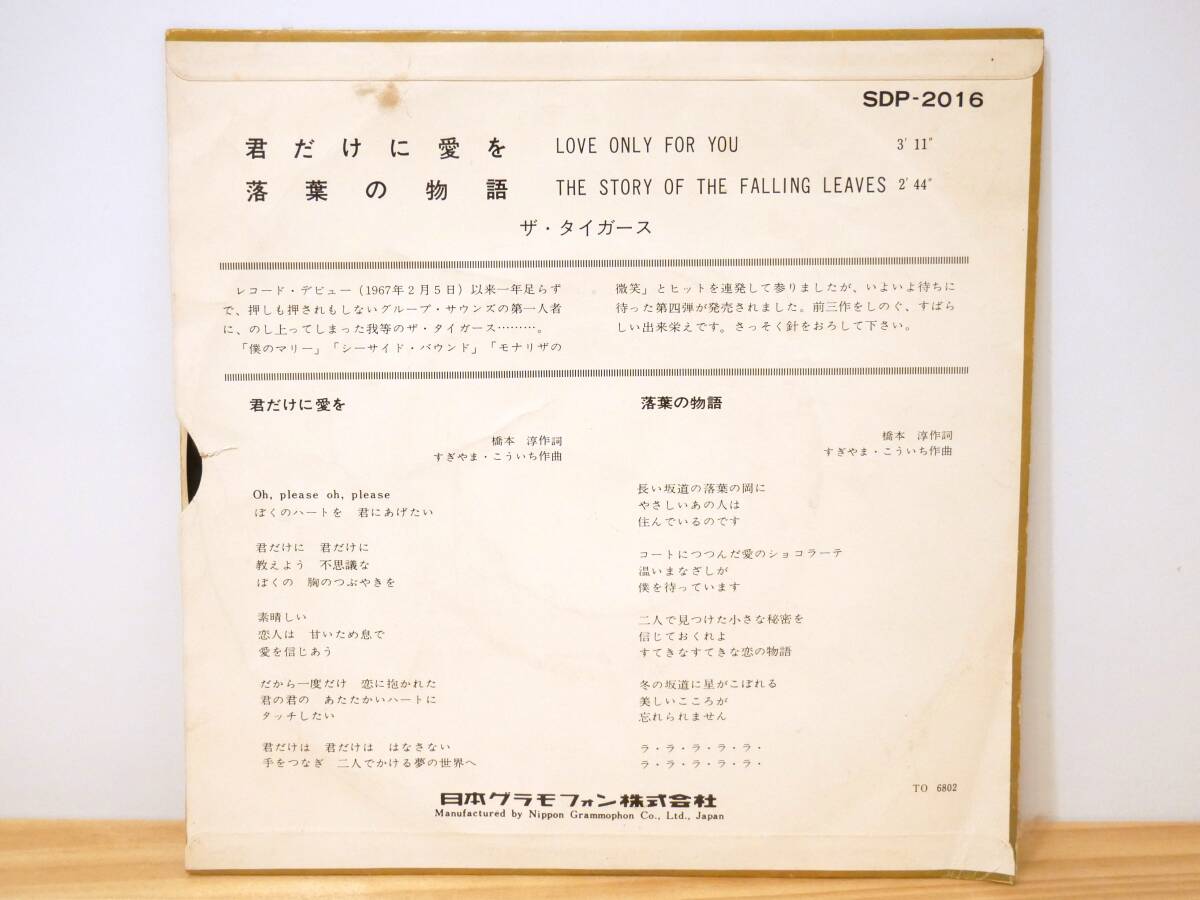 SDP-2016
君だけに愛を LOVE ONLY FOR YOU 3′ 11″
落葉の物語 THE STORY OF THE FALLING LEAVES 2′ 44″
ザ・タイガース
レコード・デビュー（1967年2月5日）以来一年足らず
で、押しも押されもしないグループ・サウンズの第一人者
に、のし上ってしまった我等のザ・タイガース………。
「僕のマリー」「シーサイド・バウンド」「モナリザの
微笑」とヒットを連発して参りましたが、いよいよ待ちに
待った第四弾が発売されました。前三作をしのぐ、すばら
しい出来栄えです。さっそく針をおろして下さい。
君だけに愛を
橋本 淳作詞
すぎやま・こういち作曲
Oh, please oh, please
ぼくのハートを 君にあげたい
君だけに 君だけに
教えよう 不思議な
ぼくの 胸のつぶやきを
素晴しい
恋人は 甘いため息で
愛を信じあう
だから一度だけ 恋に抱かれた
君の君の あたたかいハートに
タッチしたい
君だけは 君だけは はなさない
手をつなぎ 二人でかける夢の世界へ
落葉の物語
橋本 淳作詞
すぎやま・こういち作曲
長い坂道の落葉の岡に
やさしいあの人は
住んでいるのです
コートにつつんだ愛のショコラーテ
温いまなざしが
僕を待っています
二人で見つけた小さな秘密を
信じておくれよ
すてきなすてきな恋の物語
冬の坂道に星がこぼれる
美しいこころが
忘れられません
ラ・ラ・ラ・ラ・ラ・
ラ・ラ・ラ・ラ・ラ・
TO 6802
日本グラモフォン株式会社
Manufactured by Nippon Grammophon Co., Ltd., Japan